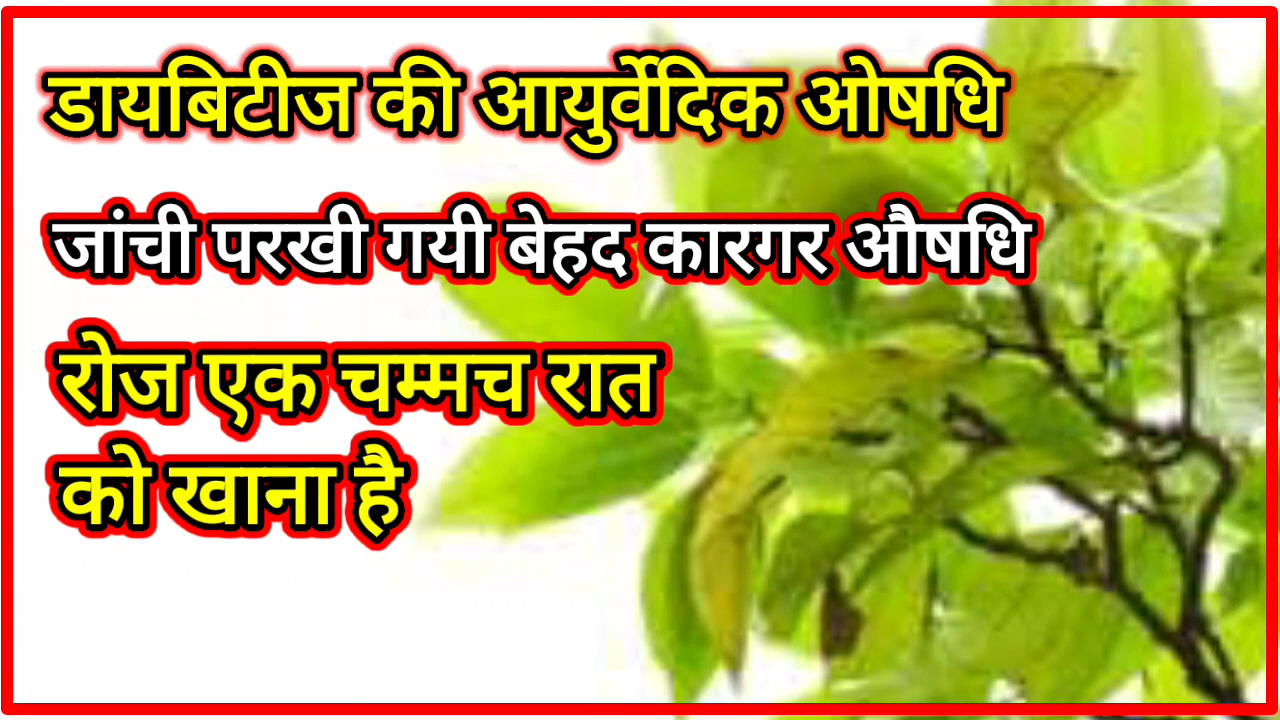 डायबिटीज की आयुर्वेदिक ओषधि
जांची परखी गयी बेहद कारगर औषधि
रोज एक चम्मच रात
को खाना है